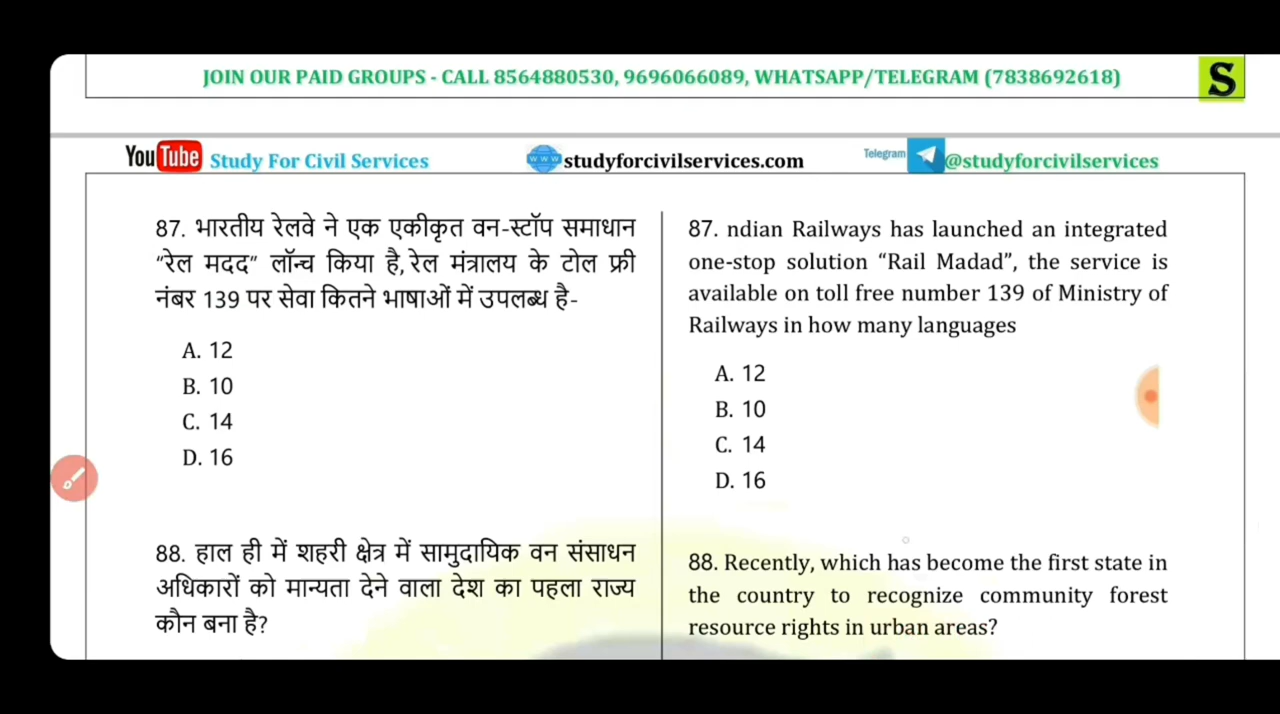 JOIN OUR PAID GROUPS - CALL 8564880530, 9696066089, WHATSAPP/TELEGRAM (7838692618)
S
YouTube Study For Civil Services
www studyforcivilservices.com
Telegram @studyforcivilservices
87. भारतीय रेलवे ने एक एकीकृत वन-स्टॉप समाधान
“रेल मदद” लॉन्च किया है, रेल मंत्रालय के टोल फ्री
नंबर 139 पर सेवा कितने भाषाओं में उपलब्ध है-
A. 12
B. 10
C. 14
D. 16
88. हाल ही में शहरी क्षेत्र में सामुदायिक वन संसाधन
अधिकारों को मान्यता देने वाला देश का पहला राज्य
कौन बना है?
87. ndian Railways has launched an integrated
one-stop solution “Rail Madad”, the service is
available on toll free number 139 of Ministry of
Railways in how many languages
A. 12
B. 10
C. 14
D. 16
88. Recently, which has become the first state in
the country to recognize community forest
resource rights in urban areas?